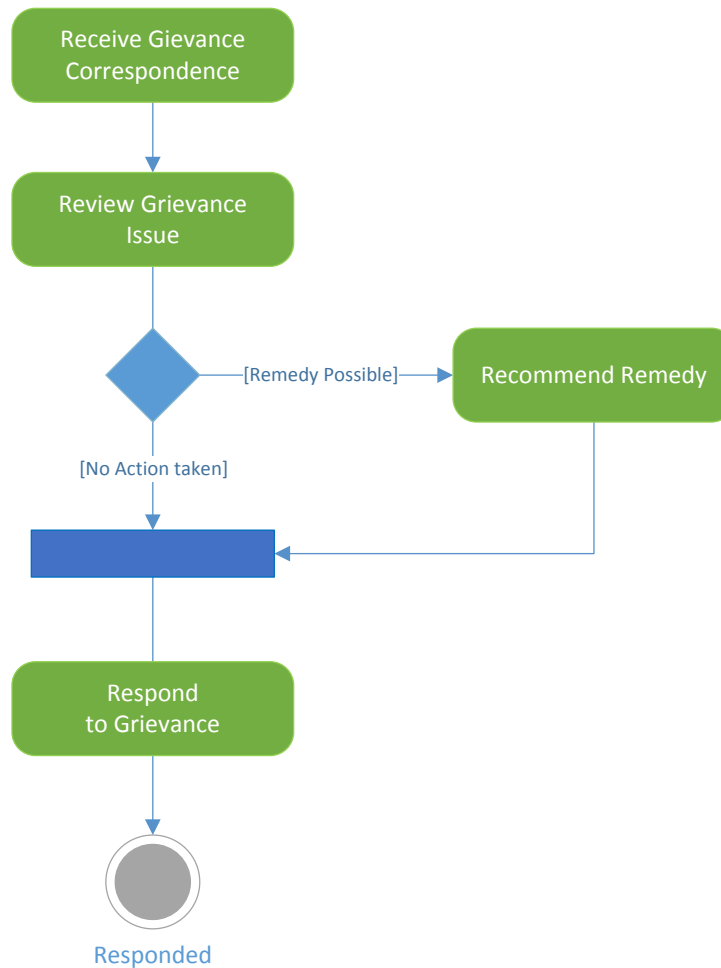 Receive Gievance
Correspondence
Review Grievance
Issue
[Remedy Possible]
Recommend Remedy
[No Action taken]
Respond
to Grievance
Responded